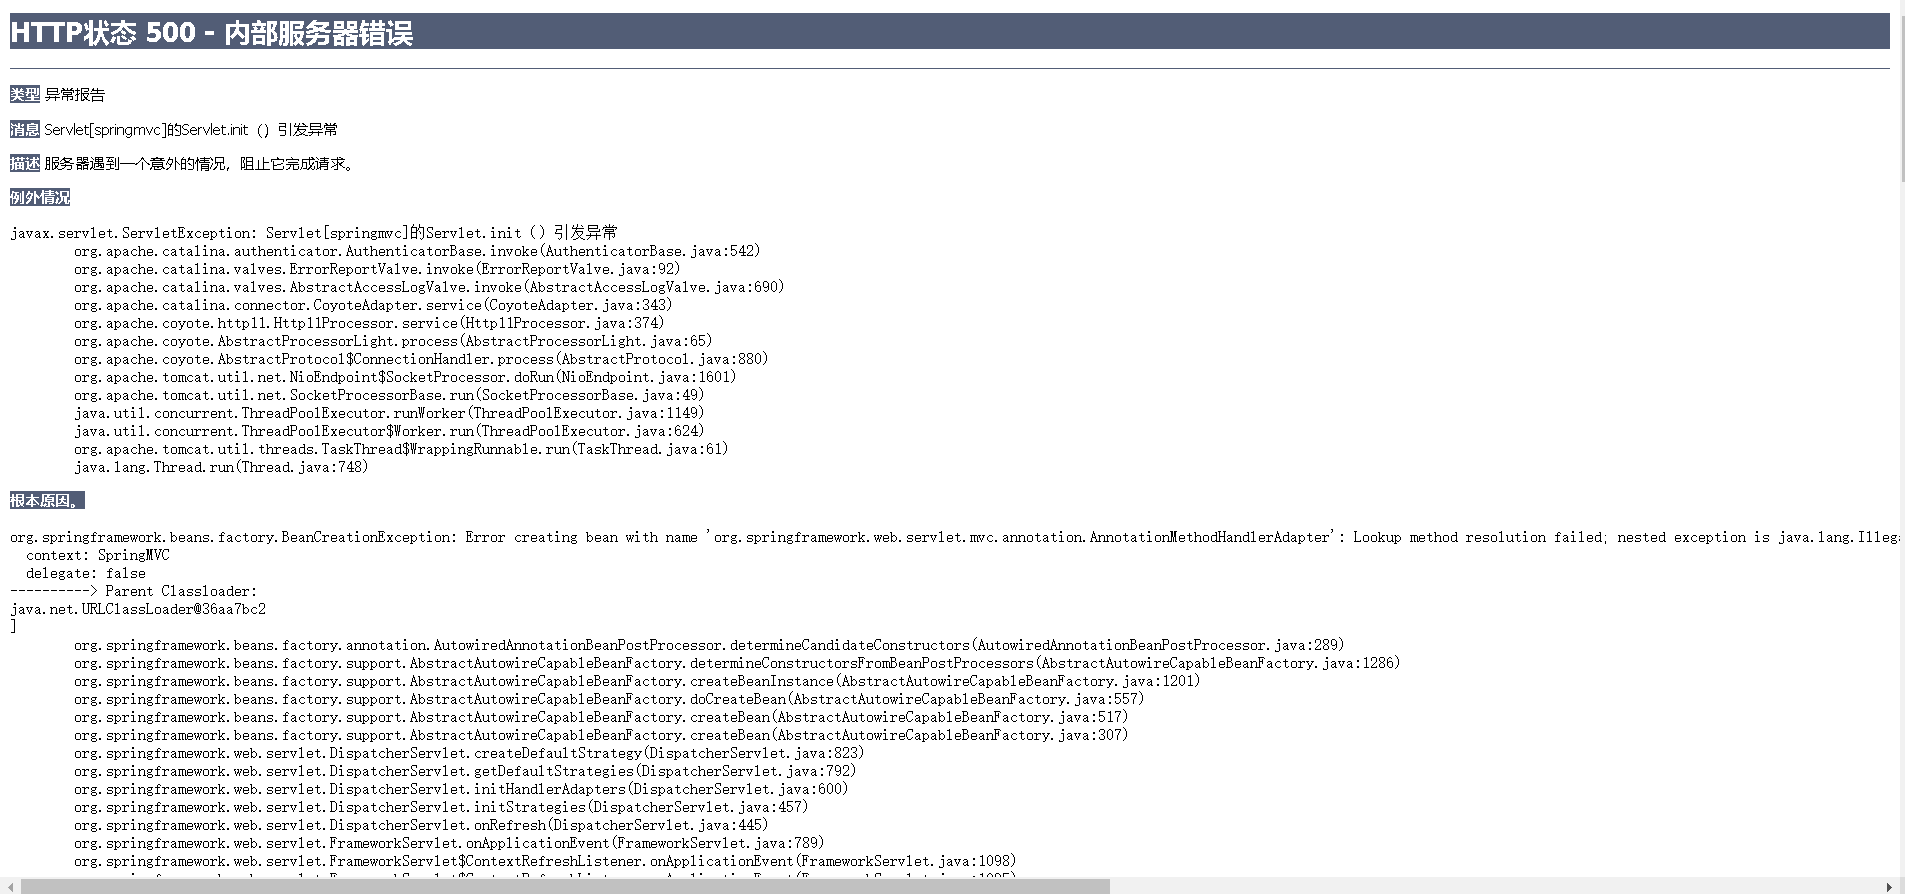 HTTP状态 500 - 内部服务器错误
类型 异常报告
消息 Servlet[springmvc]的Servlet.init（）引发异常
描述 服务器遇到一个意外的情况，阻止它完成请求。
例外情况
javax.servlet.ServletException: Servlet[springmvc]的Servlet.init（）引发异常
org.apache.catalina.authenticator.AuthenticatorBase.invoke(AuthenticatorBase.java:542)
org.apache.catalina.valves.ErrorReportValve.invoke(ErrorReportValve.java:92)
org.apache.catalina.valves.AbstractAccessLogValve.invoke(AbstractAccessLogValve.java:690)
org.apache.catalina.connector.CoyoteAdapter.service(CoyoteAdapter.java:343)
org.apache.coyote.http11.Http11Processor.service(Http11Processor.java:374)
org.apache.coyote.AbstractProcessorLight.process(AbstractProcessorLight.java:65)
org.apache.coyote.AbstractProtocol$ConnectionHandler.process(AbstractProtocol.java:880)
org.apache.tomcat.util.net.NioEndpoint$SocketProcessor.doRun(NioEndpoint.java:1601)
org.apache.tomcat.util.net.SocketProcessorBase.run(SocketProcessorBase.java:49)
java.util.concurrent.ThreadPoolExecutor.runWorker(ThreadPoolExecutor.java:1149)
java.util.concurrent.ThreadPoolExecutor$Worker.run(ThreadPoolExecutor.java:624)
org.apache.tomcat.util.threads.TaskThread$WrappingRunnable.run(TaskThread.java:61)
java.lang.Thread.run(Thread.java:748)
根本原因。
org.springframework.beans.factory.BeanCreationException: Error creating bean with name 'org.springframework.web.servlet.mvc.annotation.AnnotationMethodHandlerAdapter': Lookup method resolution failed; nested exception is java.lang.Illeg
context: SpringMVC
delegate: false
----------> Parent Classloader:
java.net.URLClassLoader@36aa7bc2
]
org.springframework.beans.factory.annotation.AutowiredAnnotationBeanPostProcessor.determineCandidateConstructors(AutowiredAnnotationBeanPostProcessor.java:289)
org.springframework.beans.factory.support.AbstractAutowireCapableBeanFactory.determineConstructorsFromBeanPostProcessors(AbstractAutowireCapableBeanFactory.java:1286)
org.springframework.beans.factory.support.AbstractAutowireCapableBeanFactory.createBeanInstance(AbstractAutowireCapableBeanFactory.java:1201)
org.springframework.beans.factory.support.AbstractAutowireCapableBeanFactory.doCreateBean(AbstractAutowireCapableBeanFactory.java:557)
org.springframework.beans.factory.support.AbstractAutowireCapableBeanFactory.createBean(AbstractAutowireCapableBeanFactory.java:517)
org.springframework.beans.factory.support.AbstractAutowireCapableBeanFactory.createBean(AbstractAutowireCapableBeanFactory.java:307)
org.springframework.web.servlet.DispatcherServlet.createDefaultStrategy(DispatcherServlet.java:823)
org.springframework.web.servlet.DispatcherServlet.getDefaultStrategies(DispatcherServlet.java:792)
org.springframework.web.servlet.DispatcherServlet.initHandlerAdapters(DispatcherServlet.java:600)
org.springframework.web.servlet.DispatcherServlet.initStrategies(DispatcherServlet.java:457)
org.springframework.web.servlet.DispatcherServlet.onRefresh(DispatcherServlet.java:445)
org.springframework.web.servlet.FrameworkServlet.onApplicationEvent(FrameworkServlet.java:789)
org.springframework.web.servlet.FrameworkServlet$ContextRefreshListener.onApplicationEvent(FrameworkServlet.java:1098)